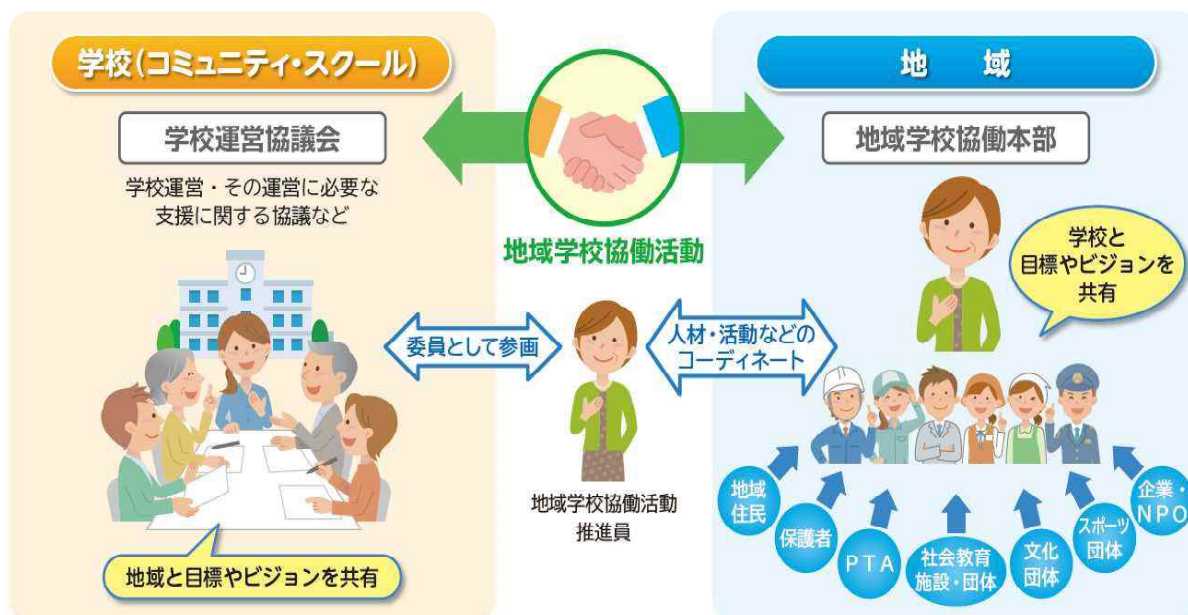 学校(コミュニティ・スクール)
学校運営協議会
学校運営・その運営に必要な
支援に関する協議など
地域と目標やビジョンを共有
地域学校協働活動
委員として参画
人材・活動などの
コーディネート
地域学校協働活動
推進員
地　域
地域学校協働本部
学校と
目標やビジョンを
共有
地域
住民
保護者
PTA
社会教育
施設・団体
文化
団体
スポーツ
団体
企業・
NPO